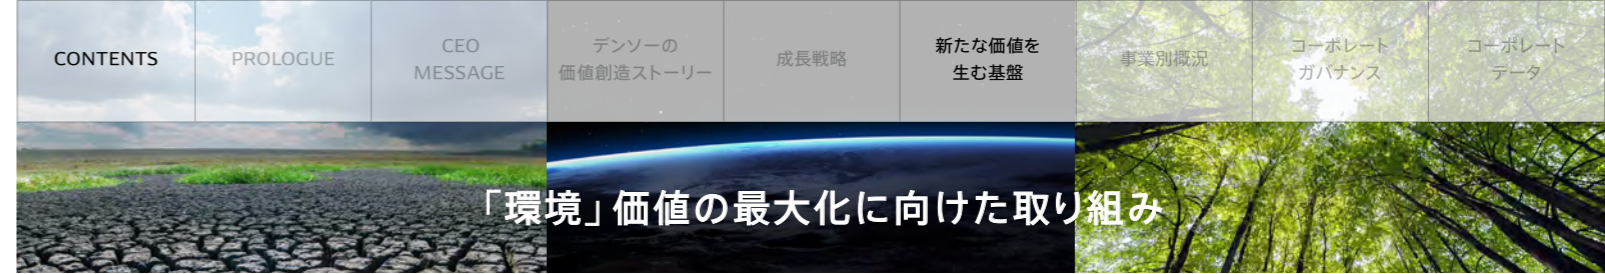 CONTENTS
PROLOGUE
CEO
MESSAGE
デンソーの
価値創造ストーリー
成長戦略
新たな価値を
生む基盤
事業別概況
コーポレート
ガバナンス
コーポレート
データ
「環境」価値の最大化に向けた取り組み